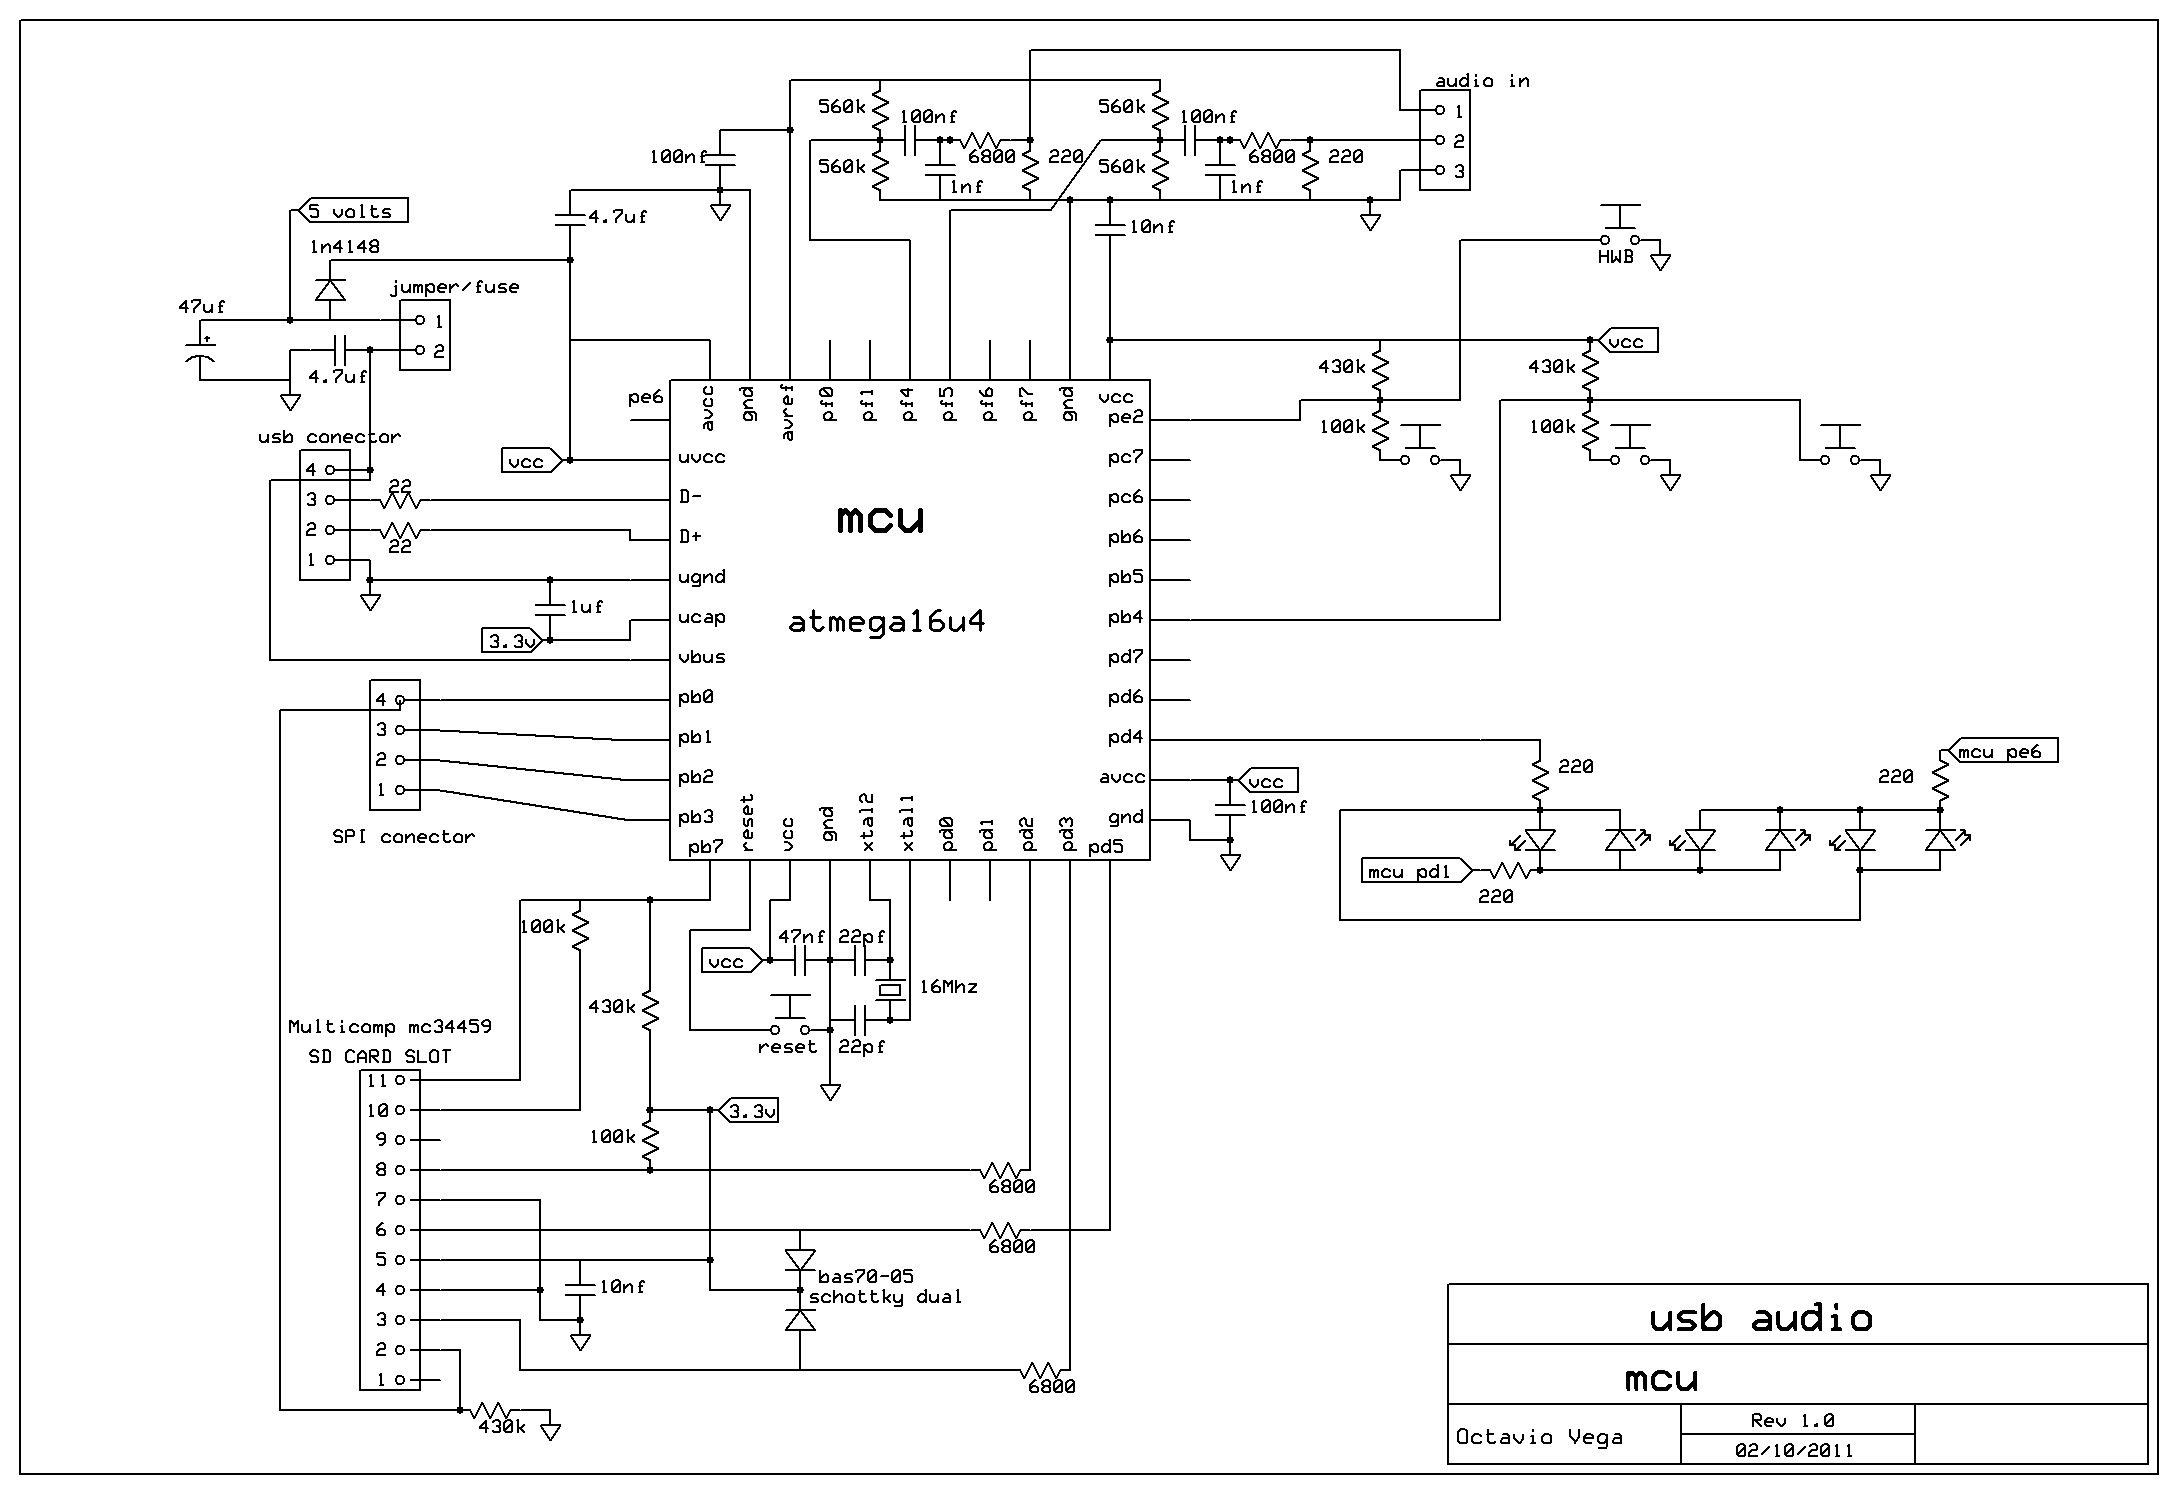 audio in
1
2
3
560k
100nf
6800
220
560k
1nf
560k
100nf
6800
220
560k
1nf
100nf
4.7uf
10nf
5 volts
1n4148
jumper/fuse
1
2
47uf
4.7uf
HWB
vcc
430k
100k
430k
100k
usb conector
4
3
2
1
22
22
vcc
1uf
3.3v
pe6
avcc
gnd
avref
pf0
pf1
pf4
pf5
pf6
pf7
gnd
vcc
uvcc
D-
D+
ugnd
ucap
vbus
pb0
pb1
pb2
pb3
pe2
pc7
pc6
pb6
pb5
pb4
pd7
pd6
pd4
avcc
gnd
mcu
atmega16u4
pb7
reset
vcc
gnd
xtal2
xtal1
pd0
pd1
pd2
pd3
pd5
4
3
2
1
SPI conector
vcc
100nf
220
220
mcu pe6
mcu pd1
220
100k
430k
100k
vcc
47nf
22pf
16Mhz
reset
22pf
3.3v
Multicomp mc34459
SD CARD SLOT
11
10
9
8
7
6
5
4
3
2
1
6800
6800
6800
10nf
bas70-05
schottky dual
430k
usb audio
mcu
Octavio Vega
Rev 1.0
02/10/2011